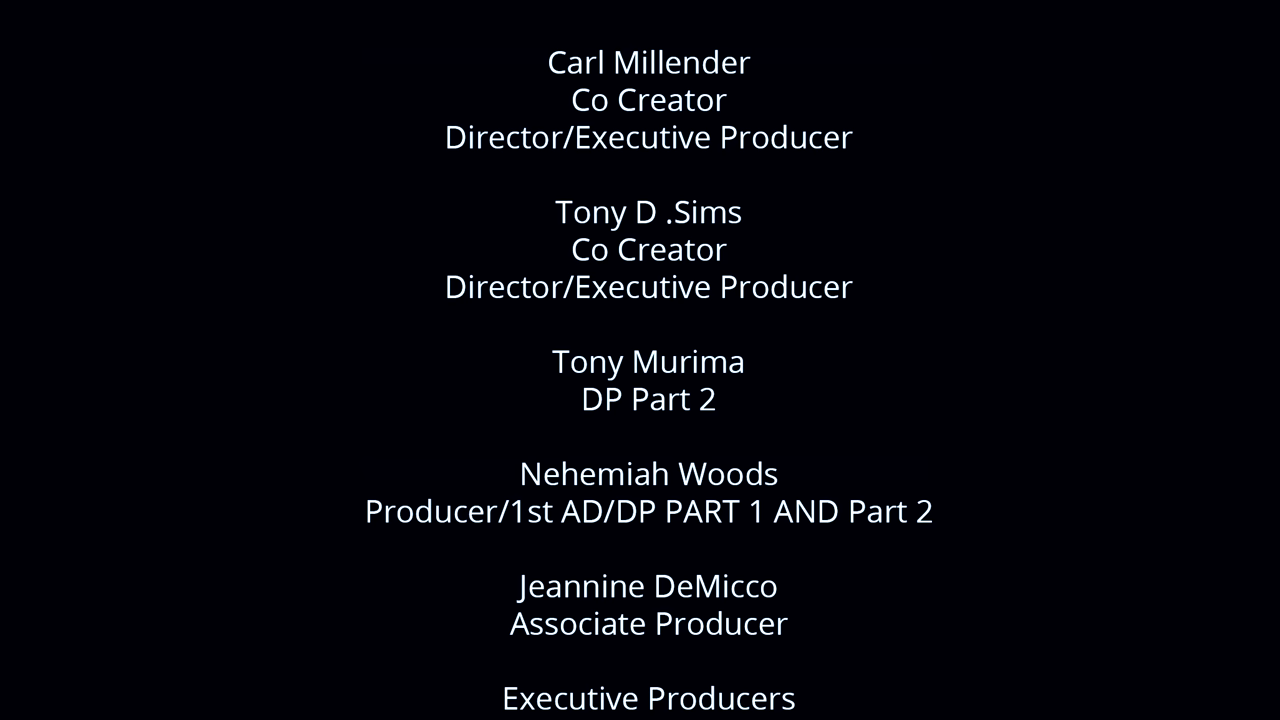 Carl Millender
Co Creator
Director/Executive Producer
Tony D .Sims
Co Creator
Director/Executive Producer
Tony Murima
DP Part 2
Nehemiah Woods
Producer/1st AD/DP PART 1 AND Part 2
Jeannine DeMicco
Associate Producer
Executive Producers